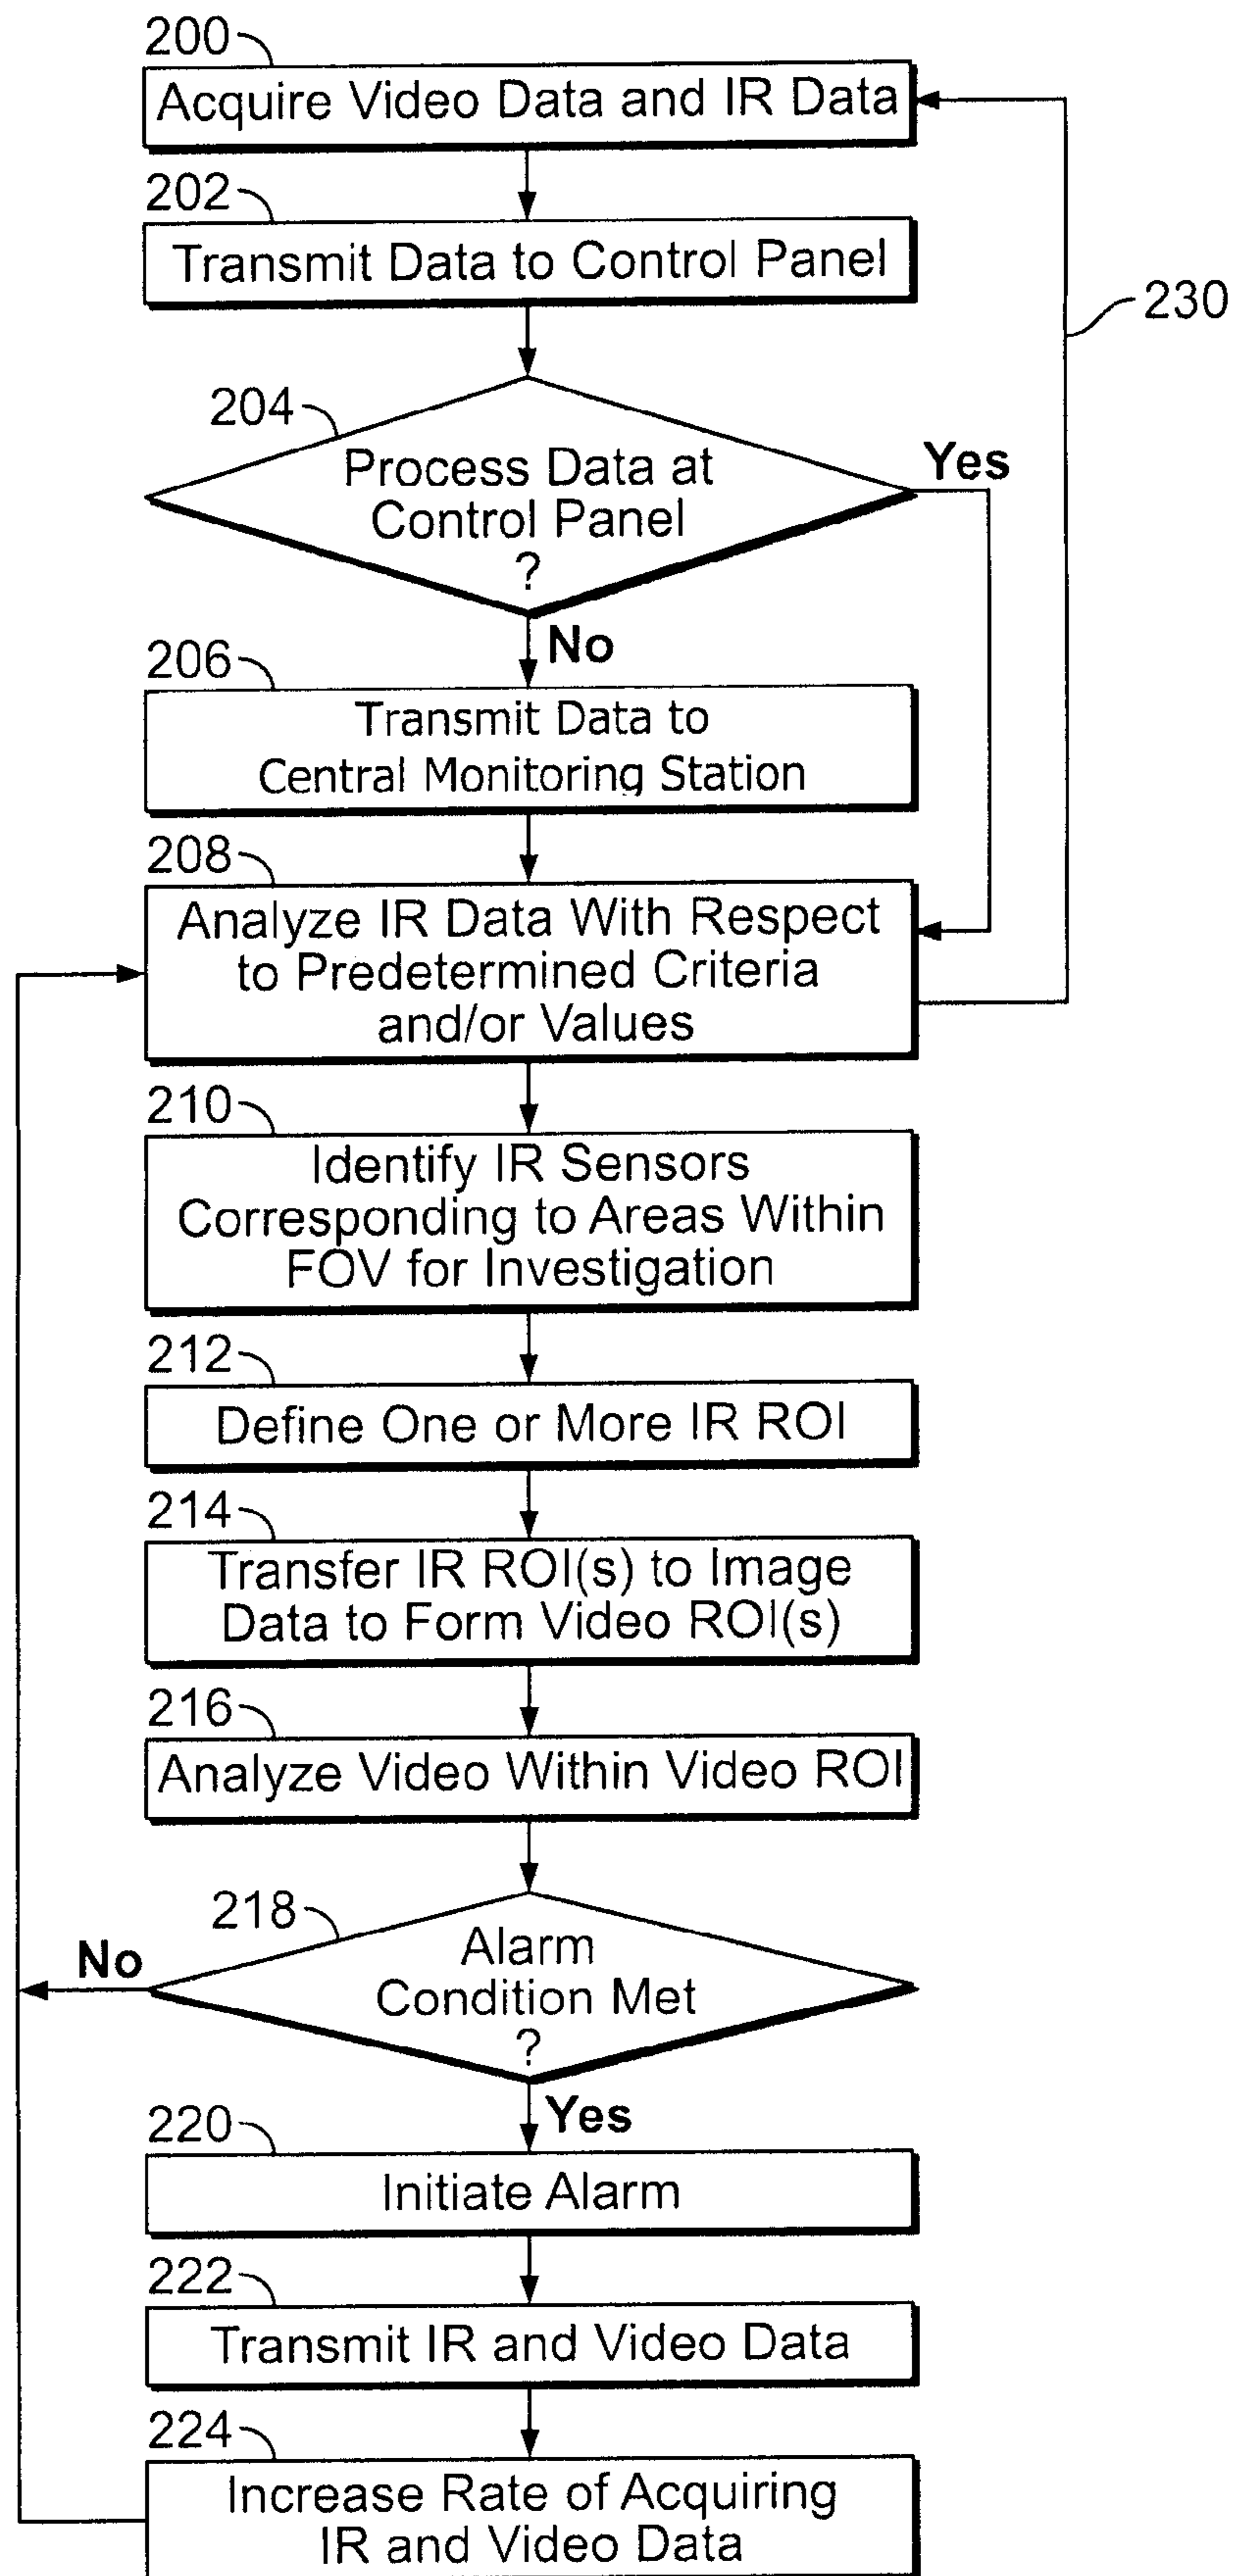 200
Acquire Video Data and IR Data
202
Transmit Data to Control Panel
230
204
Process Data at
Control Panel
?
Yes
No
206
Transmit Data to
Central Monitoring Station
208
Analyze IR Data With Respect
to Predetermined Criteria
and/or Values
210
Identify IR Sensors
Corresponding to Areas Within
FOV for Investigation
212
Define One or More IR ROI
214
Transfer IR ROI(s) to Image
Data to Form Video ROI(s)
216
Analyze Video Within Video ROI
218
Alarm
Condition Met
?
No
Yes
220
Initiate Alarm
222
Transmit IR and Video Data
224
Increase Rate of Acquiring
IR and Video Data